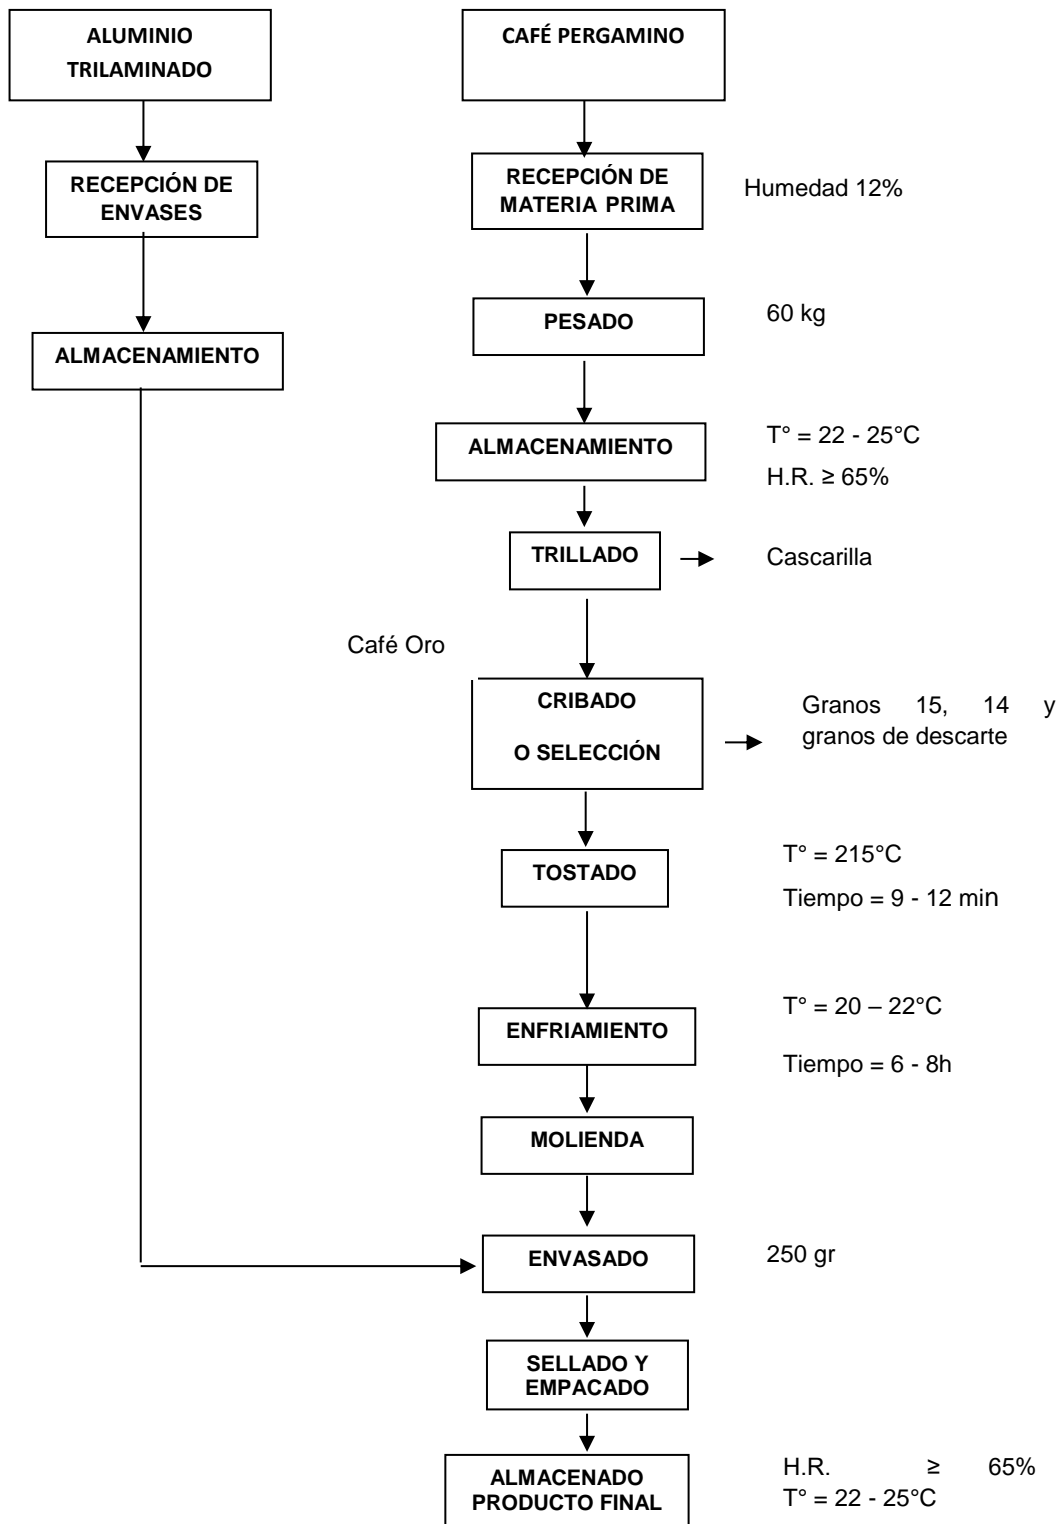 ALUMINIO
TRILAMINADO
CAFÉ PERGAMINO
RECEPCIÓN DE
ENVASES
RECEPCIÓN DE
MATERIA PRIMA
Humedad 12%
PESADO
60 kg
ALMACENAMIENTO
ALMACENAMIENTO
T° = 22 - 25°C
H.R. ≥ 65%
TRILLADO
Cascarilla
Café Oro
CRIBADO
O SELECCIÓN
Granos 15, 14 y
granos de descarte
TOSTADO
T° = 215°C
Tiempo = 9 - 12 min
ENFRIAMIENTO
T° = 20 – 22°C
Tiempo = 6 - 8h
MOLIENDA
ENVASADO
250 gr
SELLADO Y
EMPACADO
ALMACENADO
PRODUCTO FINAL
H.R. ≥ 65%
T° = 22 - 25°C